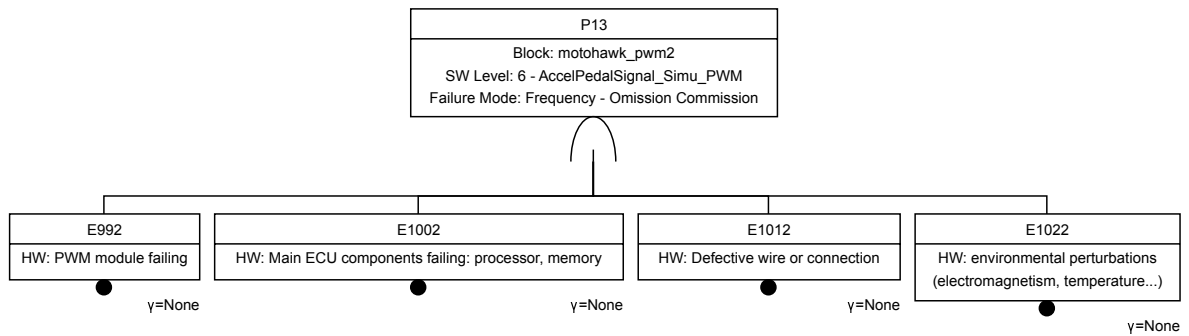 P13
Block: motohawk_pwm2
SW Level: 6 - AccelPedalSignal_Simu_PWM
Failure Mode: Frequency - Omission Commission
E992
HW: PWM module failing
γ=None
E1002
HW: Main ECU components failing: processor, memory
γ=None
E1012
HW: Defective wire or connection
γ=None
E1022
HW: environmental perturbations
(electromagnetism, temperature...)
γ=None